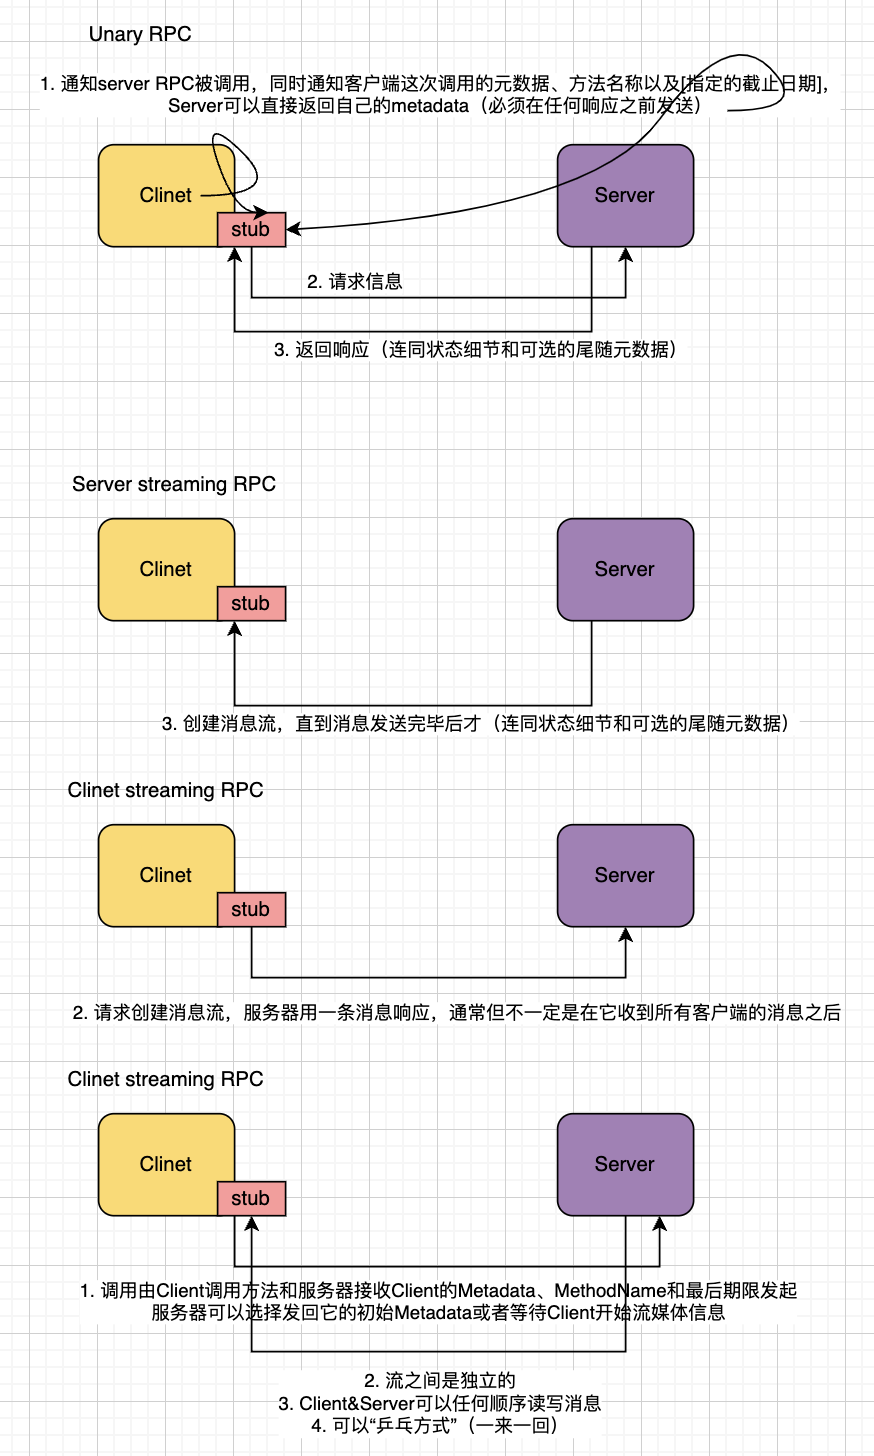 Unary RPC
1. 通知server RPC被调用，同时通知客户端这次调用的元数据、方法名称以及[指定的截止日期]，
Server可以直接返回自己的metadata（必须在任何响应之前发送）
Clinet
Server
stub
2. 请求信息
3. 返回响应（连同状态细节和可选的尾随元数据）
Server streaming RPC
Clinet
Server
stub
3. 创建消息流，直到消息发送完毕后才（连同状态细节和可选的尾随元数据）
Clinet streaming RPC
Clinet
Server
stub
2. 请求创建消息流，服务器用一条消息响应，通常但不一定是在它收到所有客户端的消息之后
Clinet streaming RPC
Clinet
Server
stub
1. 调用由Client调用方法和服务器接收Client的Metadata、MethodName和最后期限发起
服务器可以选择发回它的初始Metadata或者等待Client开始流媒体信息
2. 流之间是独立的
3. Client&Server可以任何顺序读写消息
4. 可以“乒乓方式”（一来一回）